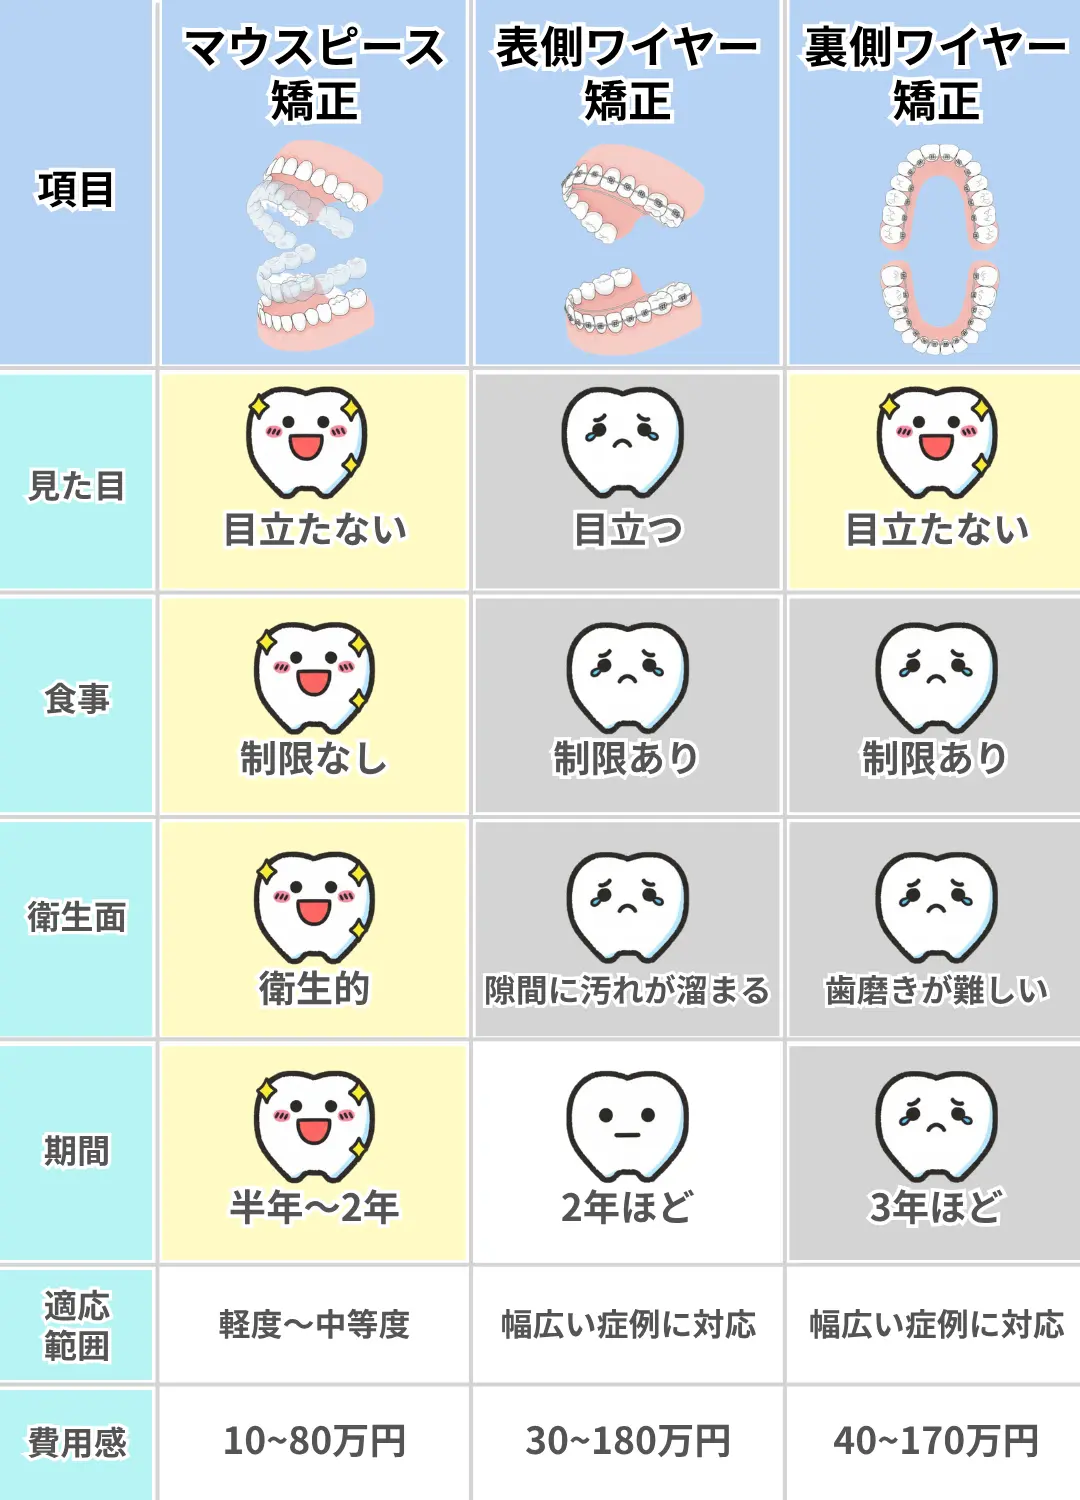 マウスピース
矯正
表側ワイヤー
矯正
裏側ワイヤー
矯正
項目
見た目
目立たない
目立つ
目立たない
食事
制限なし
制限あり
制限あり
衛生面
衛生的
隙間に汚れが溜まる
歯磨きが難しい
期間
半年〜2年
2年ほど
3年ほど
適応
範囲
軽度〜中等度
幅広い症例に対応
幅広い症例に対応
費用感
10~80万円
30~180万円
40~170万円